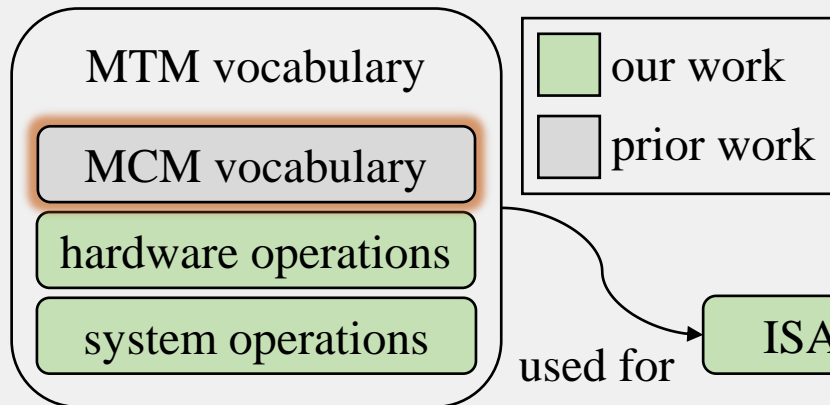 MTM vocabulary
MCM vocabulary
hardware operations
system operations
our work
prior work
used for
ISA